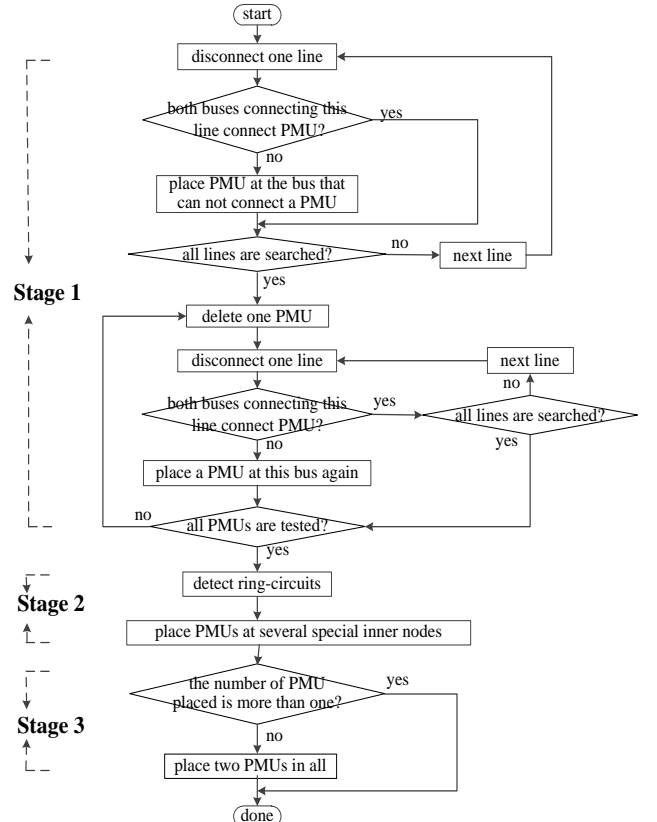 start
disconnect one line
both buses connecting this
line connect PMU?
yes
no
place PMU at the bus that
can not connect a PMU
all lines are searched?
no
next line
yes
Stage 1
delete one PMU
disconnect one line
next line
no
both buses connecting this
line connect PMU?
yes
all lines are searched?
no
yes
place a PMU at this bus again
no
all PMUs are tested?
yes
detect ring-circuits
Stage 2
place PMUs at several special inner nodes
the number of PMU
placed is more than one?
yes
Stage 3
no
place two PMUs in all
done